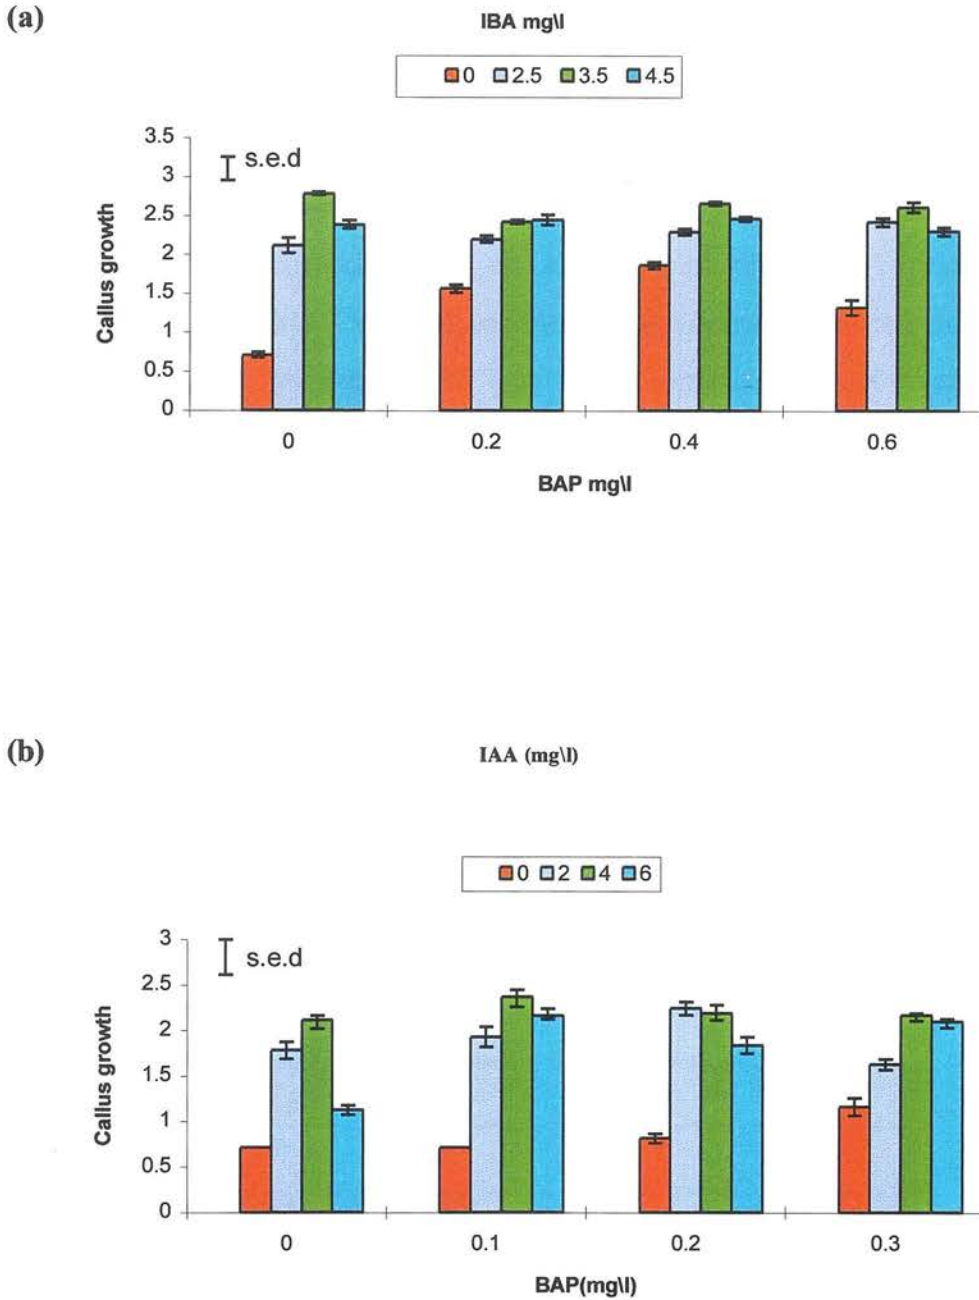 (a)
IBA mg\l
0 2.5 3.5 4.5
3.5
3
2.5
2
1.5
1
0.5
0
s.e.d
Callus growth
0 0.2 0.4 0.6
BAP mg\l
(b)
IAA (mg\l)
0 2 4 6
3
2.5
2
1.5
1
0.5
0
s.e.d
Callus growth
0 0.1 0.2 0.3
BAP(mg\l)